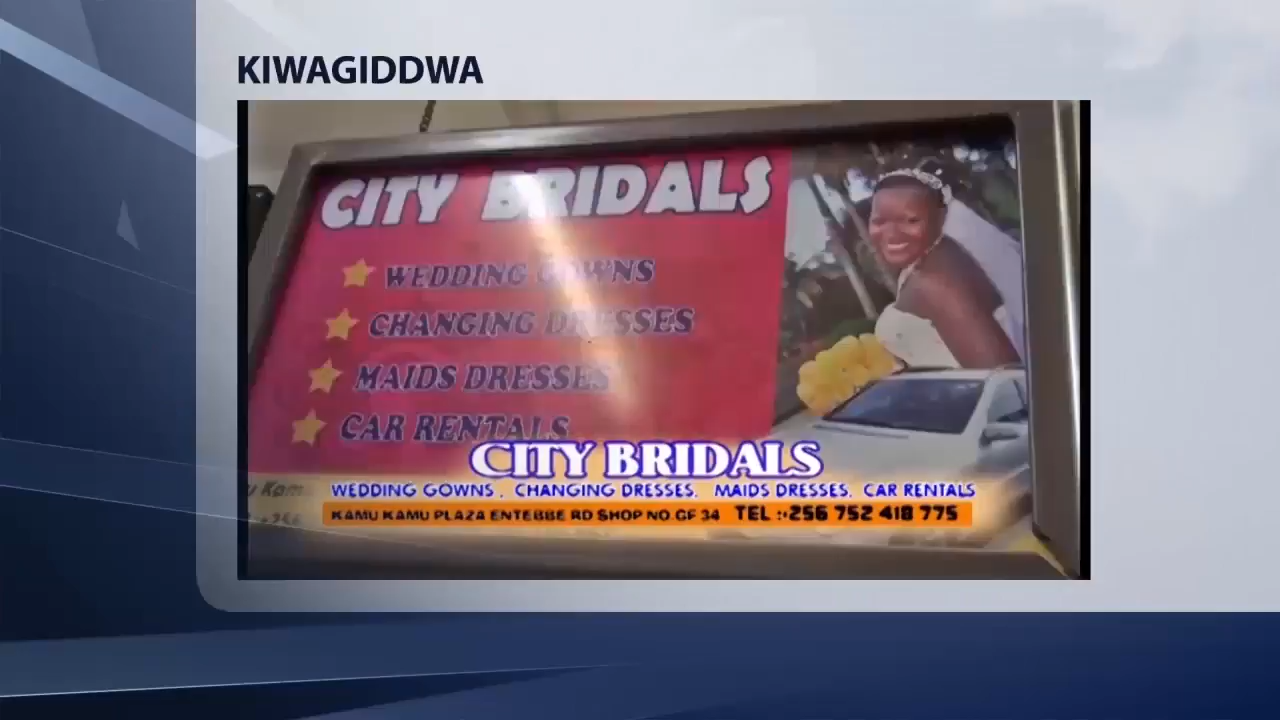 KIWAGIDDWA
CITY BRIDALS
WEDDING GOWNS
CHANGING DRESSES
MAIDS DRESSES
CAR RENTALS
CITY BRIDALS
WEDDING GOWNS , CHANGING DRESSES, MAIDS DRESSES, CAR RENTALS
KAMU KAMU PLAZA ENTEBBE RD SHOP NO.GF 34 TEL :+256 752 418 775